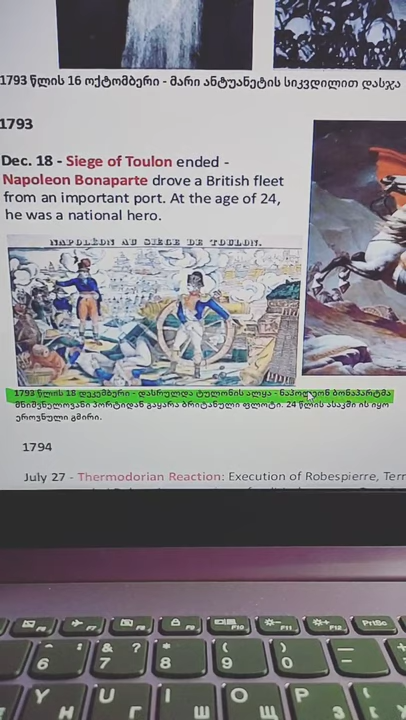 1793 წლის 16 ოქტომბერი - მარი ანტუანეტის სიკვდილით დასჯა
1793
Dec. 18 - Siege of Toulon ended -
Napoleon Bonaparte drove a British fleet
from an important port. At the age of 24,
he was a national hero.
NAPOLÉON AU SIEGE DE TOULON.
1793 წლის 18 დეკემბერი - დასრულდა ტულონის ალყა - ნაპოლეონ ბონაპარტმა
მნიშვნელოვანი პორტიდან გაყარა ბრიტანული ფლოტი. 24 წლის ასაკში ის იყო
ეროვნული გმირი.
1794
July 27 - Thermodorian Reaction: Execution of Robespierre, Terr
F6 F7 F8 F9 F10 F11 F12 PrtSc
^ 6 : & 7 ? * 8 ( 9 ) 0 _ -
Y Н U Г I Ш O Щ P З